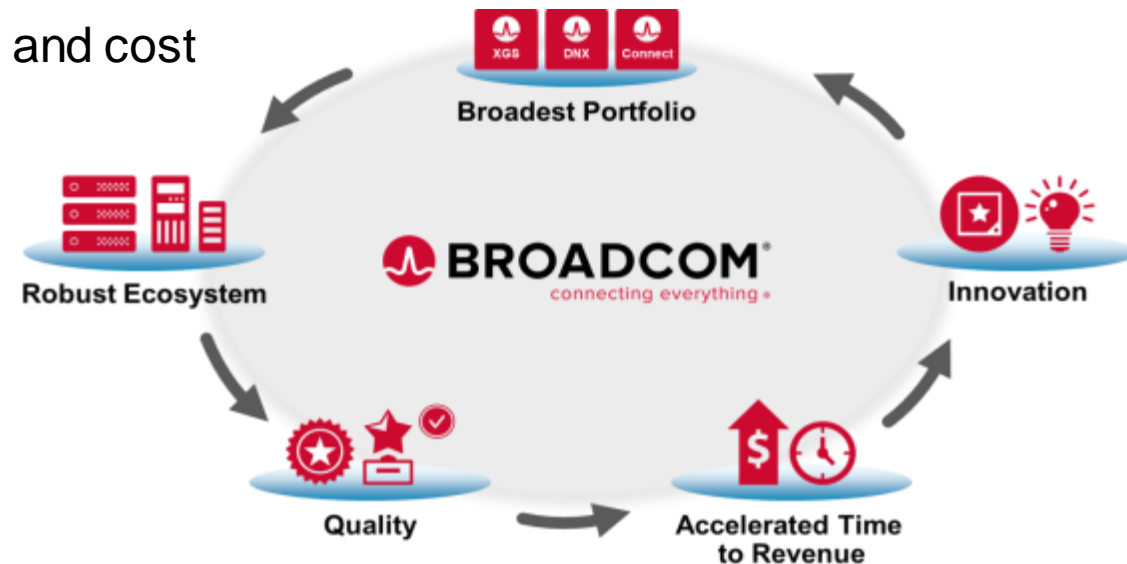 and cost
XGS
DNX
Connect
Broadest Portfolio
Robust Ecosystem
BROADCOM®
connecting everything ®
Innovation
$
Quality
Accelerated Time
to Revenue